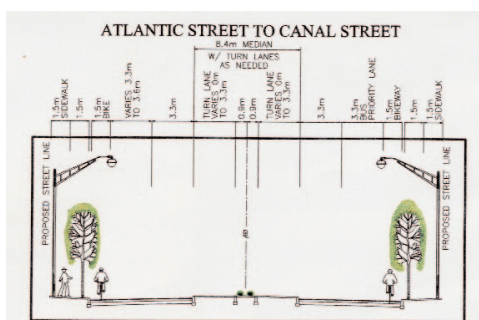 ATLANTIC STREET TO CANAL STREET
8.4m MEDIAN
W/ TURN LANES
AS NEEDED
1.5m
SIDEWALK
1.5m
1.5m
BIKE
VARIES 3.3m
TO 3.6m
3.3m
TURN LANE
VARIES 0m
TO 3.3m
0.9m
0.9m
TURN LANE
VARIES 0m
TO 3.3m
3.3m
3.3m
BUS
PRIORITY LANE
1.5m
BIKEWAY
1.5m
1.5m
SIDEWALK
PROPOSED STREET LINE
PROPOSED STREET LINE